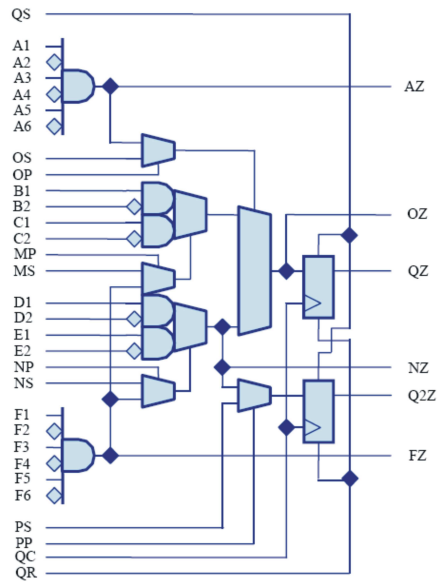 QS
A1
A2
A3
A4
A5
A6
AZ
OS
OP
B1
B2
C1
C2
MP
MS
OZ
QZ
D1
D2
E1
E2
NP
NS
NZ
Q2Z
F1
F2
F3
F4
F5
F6
FZ
PS
PP
QC
QR